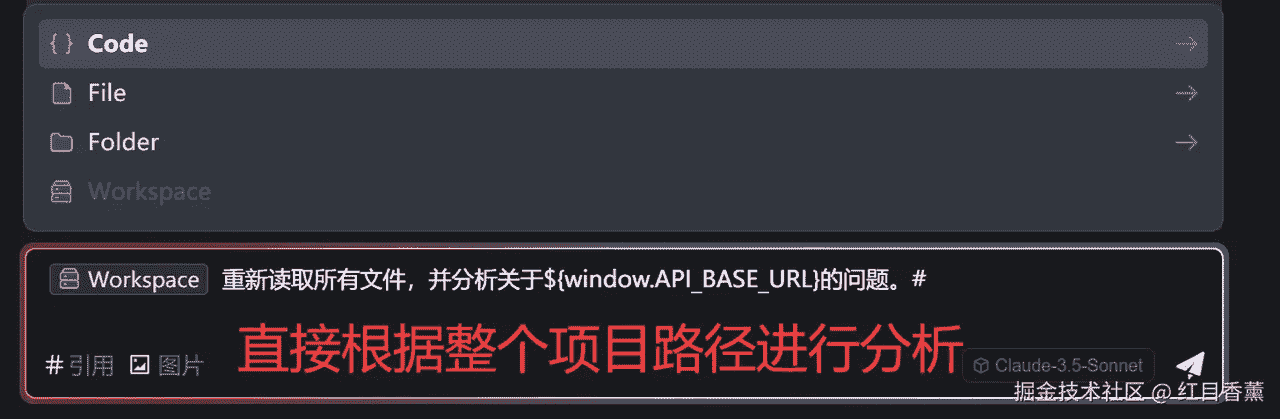 Code
File
Folder
Workspace
Workspace 重新读取所有文件，并分析关于${window.API_BASE_URL}的问题。#
直接根据整个项目路径进行分析
#引用 图片
Claude-3.5-Sonnet
掘金技术社区 @ 红目香薰